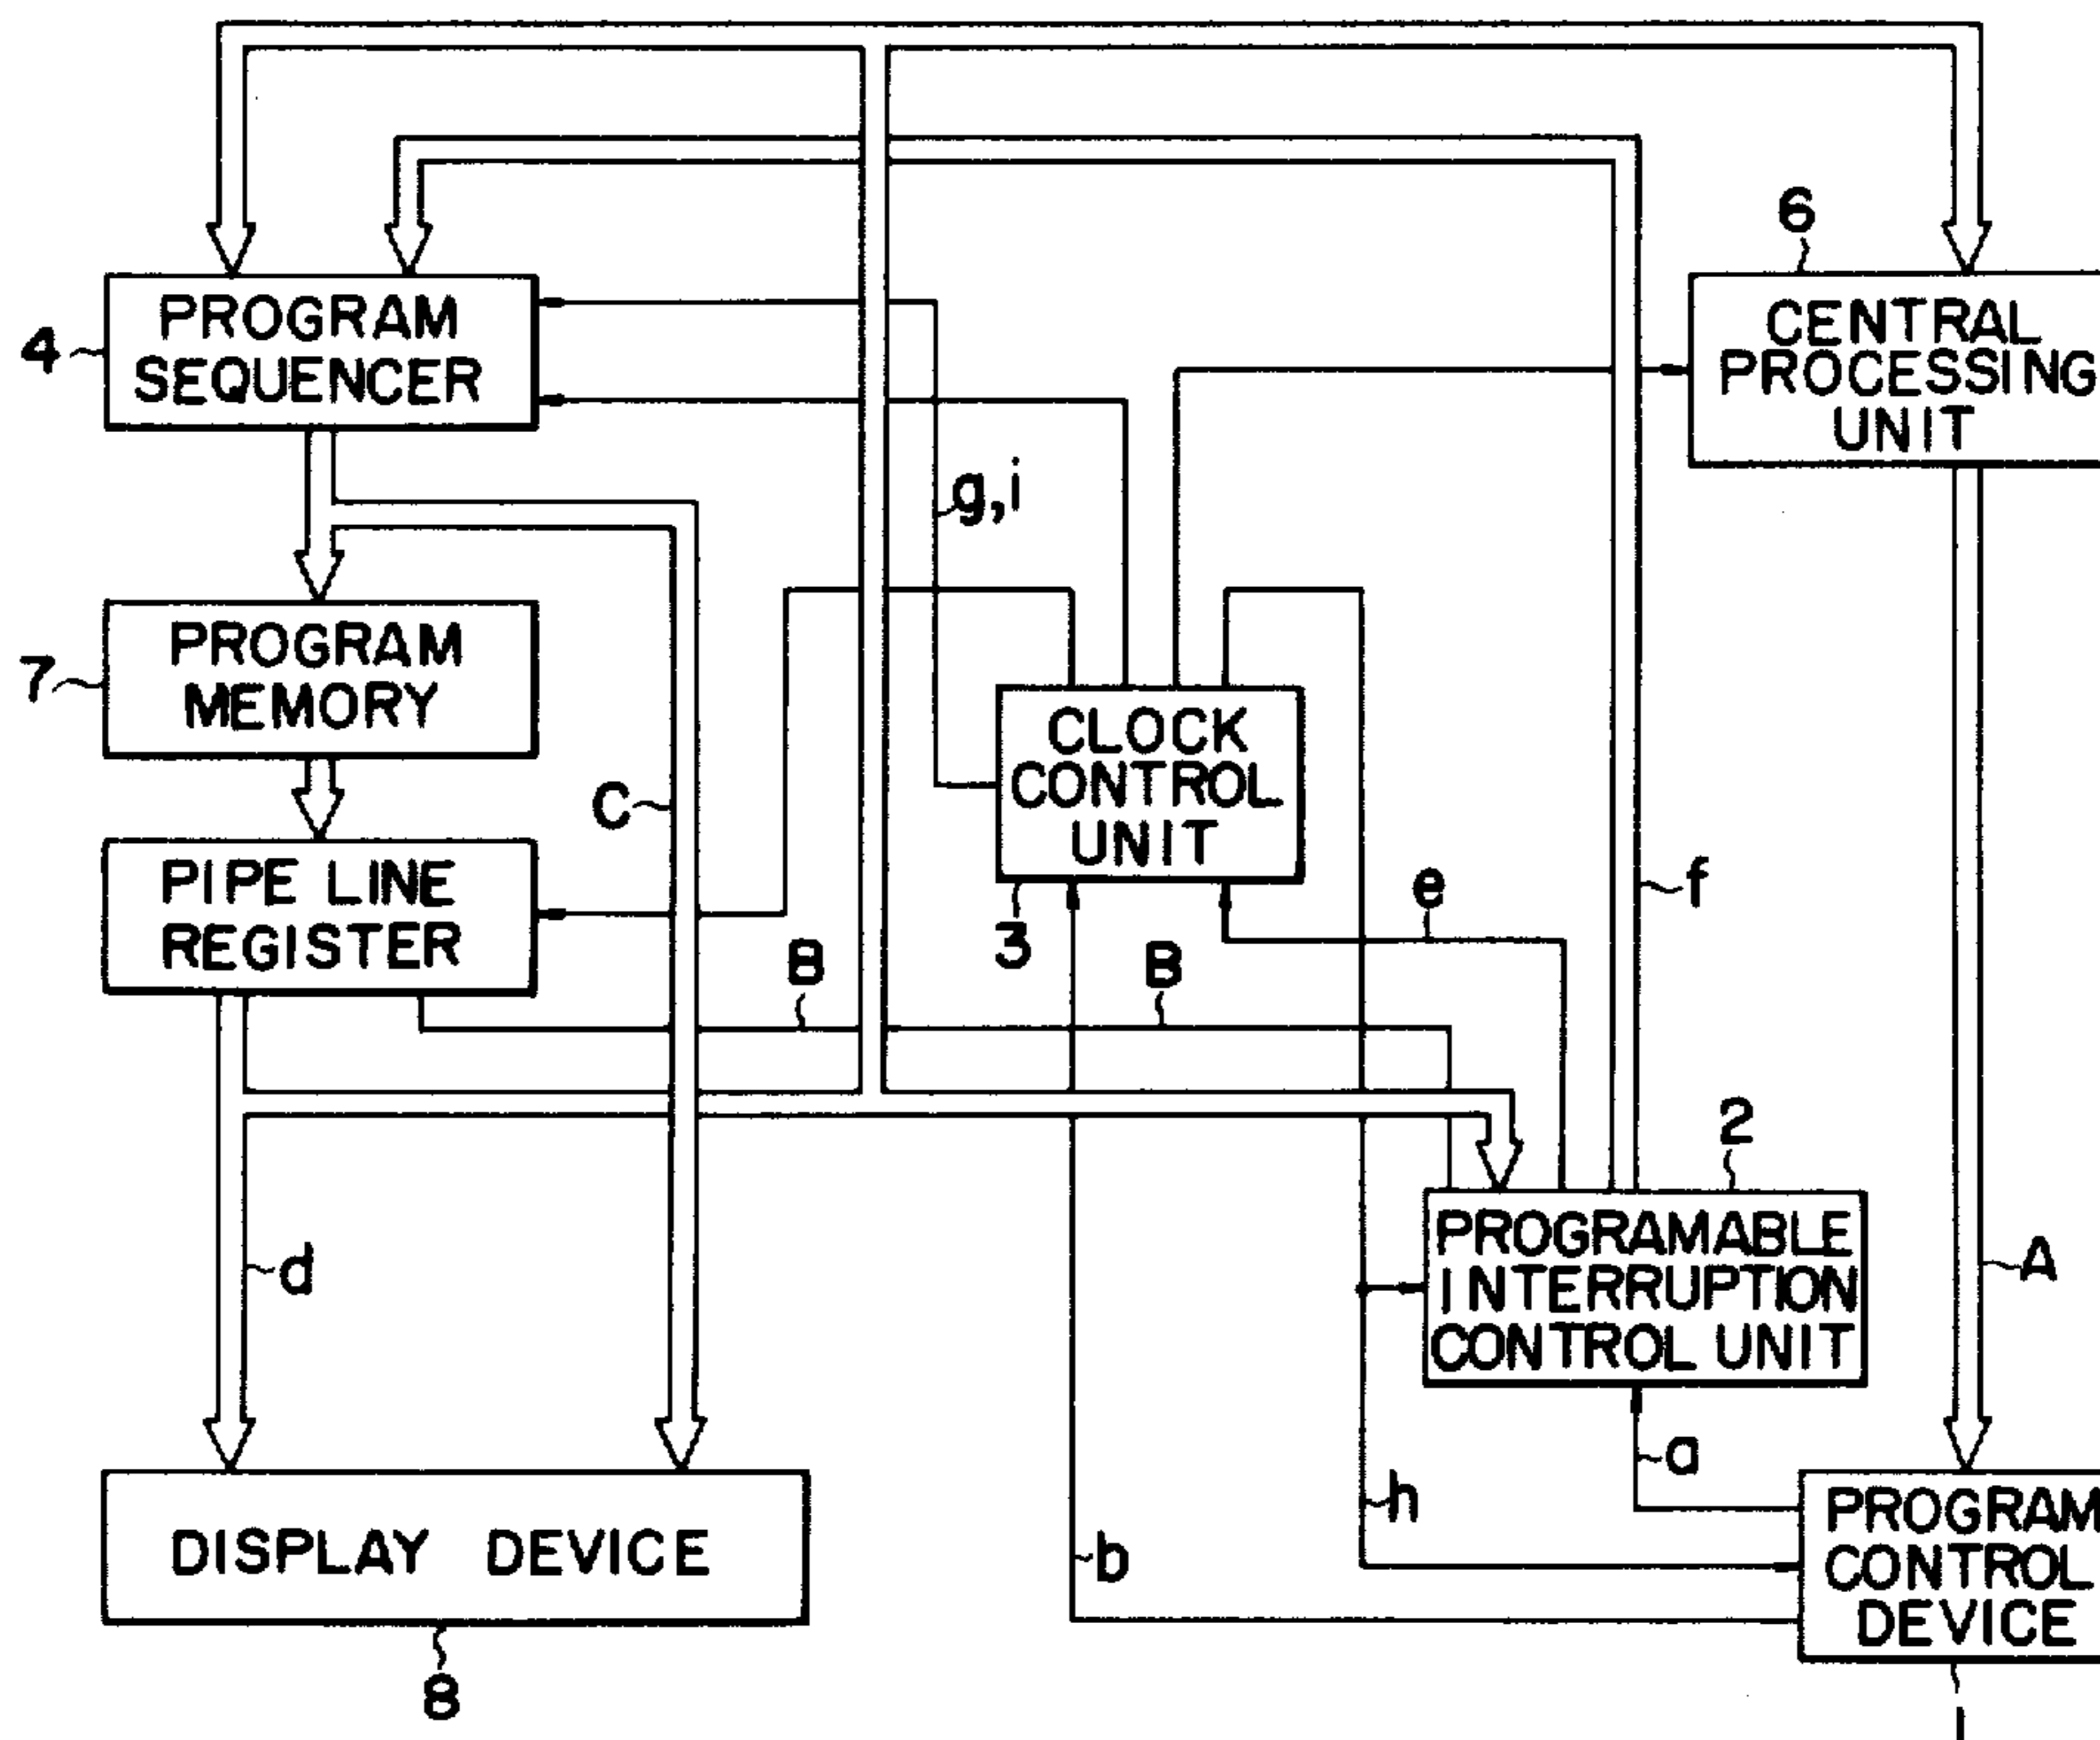 6
PROGRAM
SEQUENCER
4
CENTRAL
PROCESSING
UNIT
g,i
PROGRAM
MEMORY
7
CLOCK
CONTROL
UNIT
C
PIPE LINE
REGISTER
3
e
f
B
B
2
PROGRAMABLE
INTERRUPTION
CONTROL UNIT
d
A
a
h
b
PROGRAM
CONTROL
DEVICE
DISPLAY DEVICE
8
1